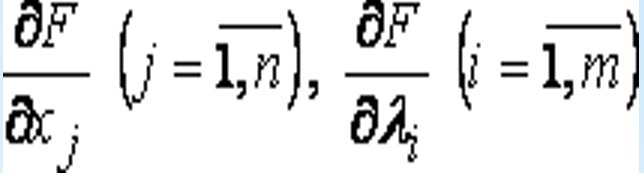 ∂F/∂x_j (j = \overline{1,n}), ∂F/∂λ_i (i = \overline{1,m})